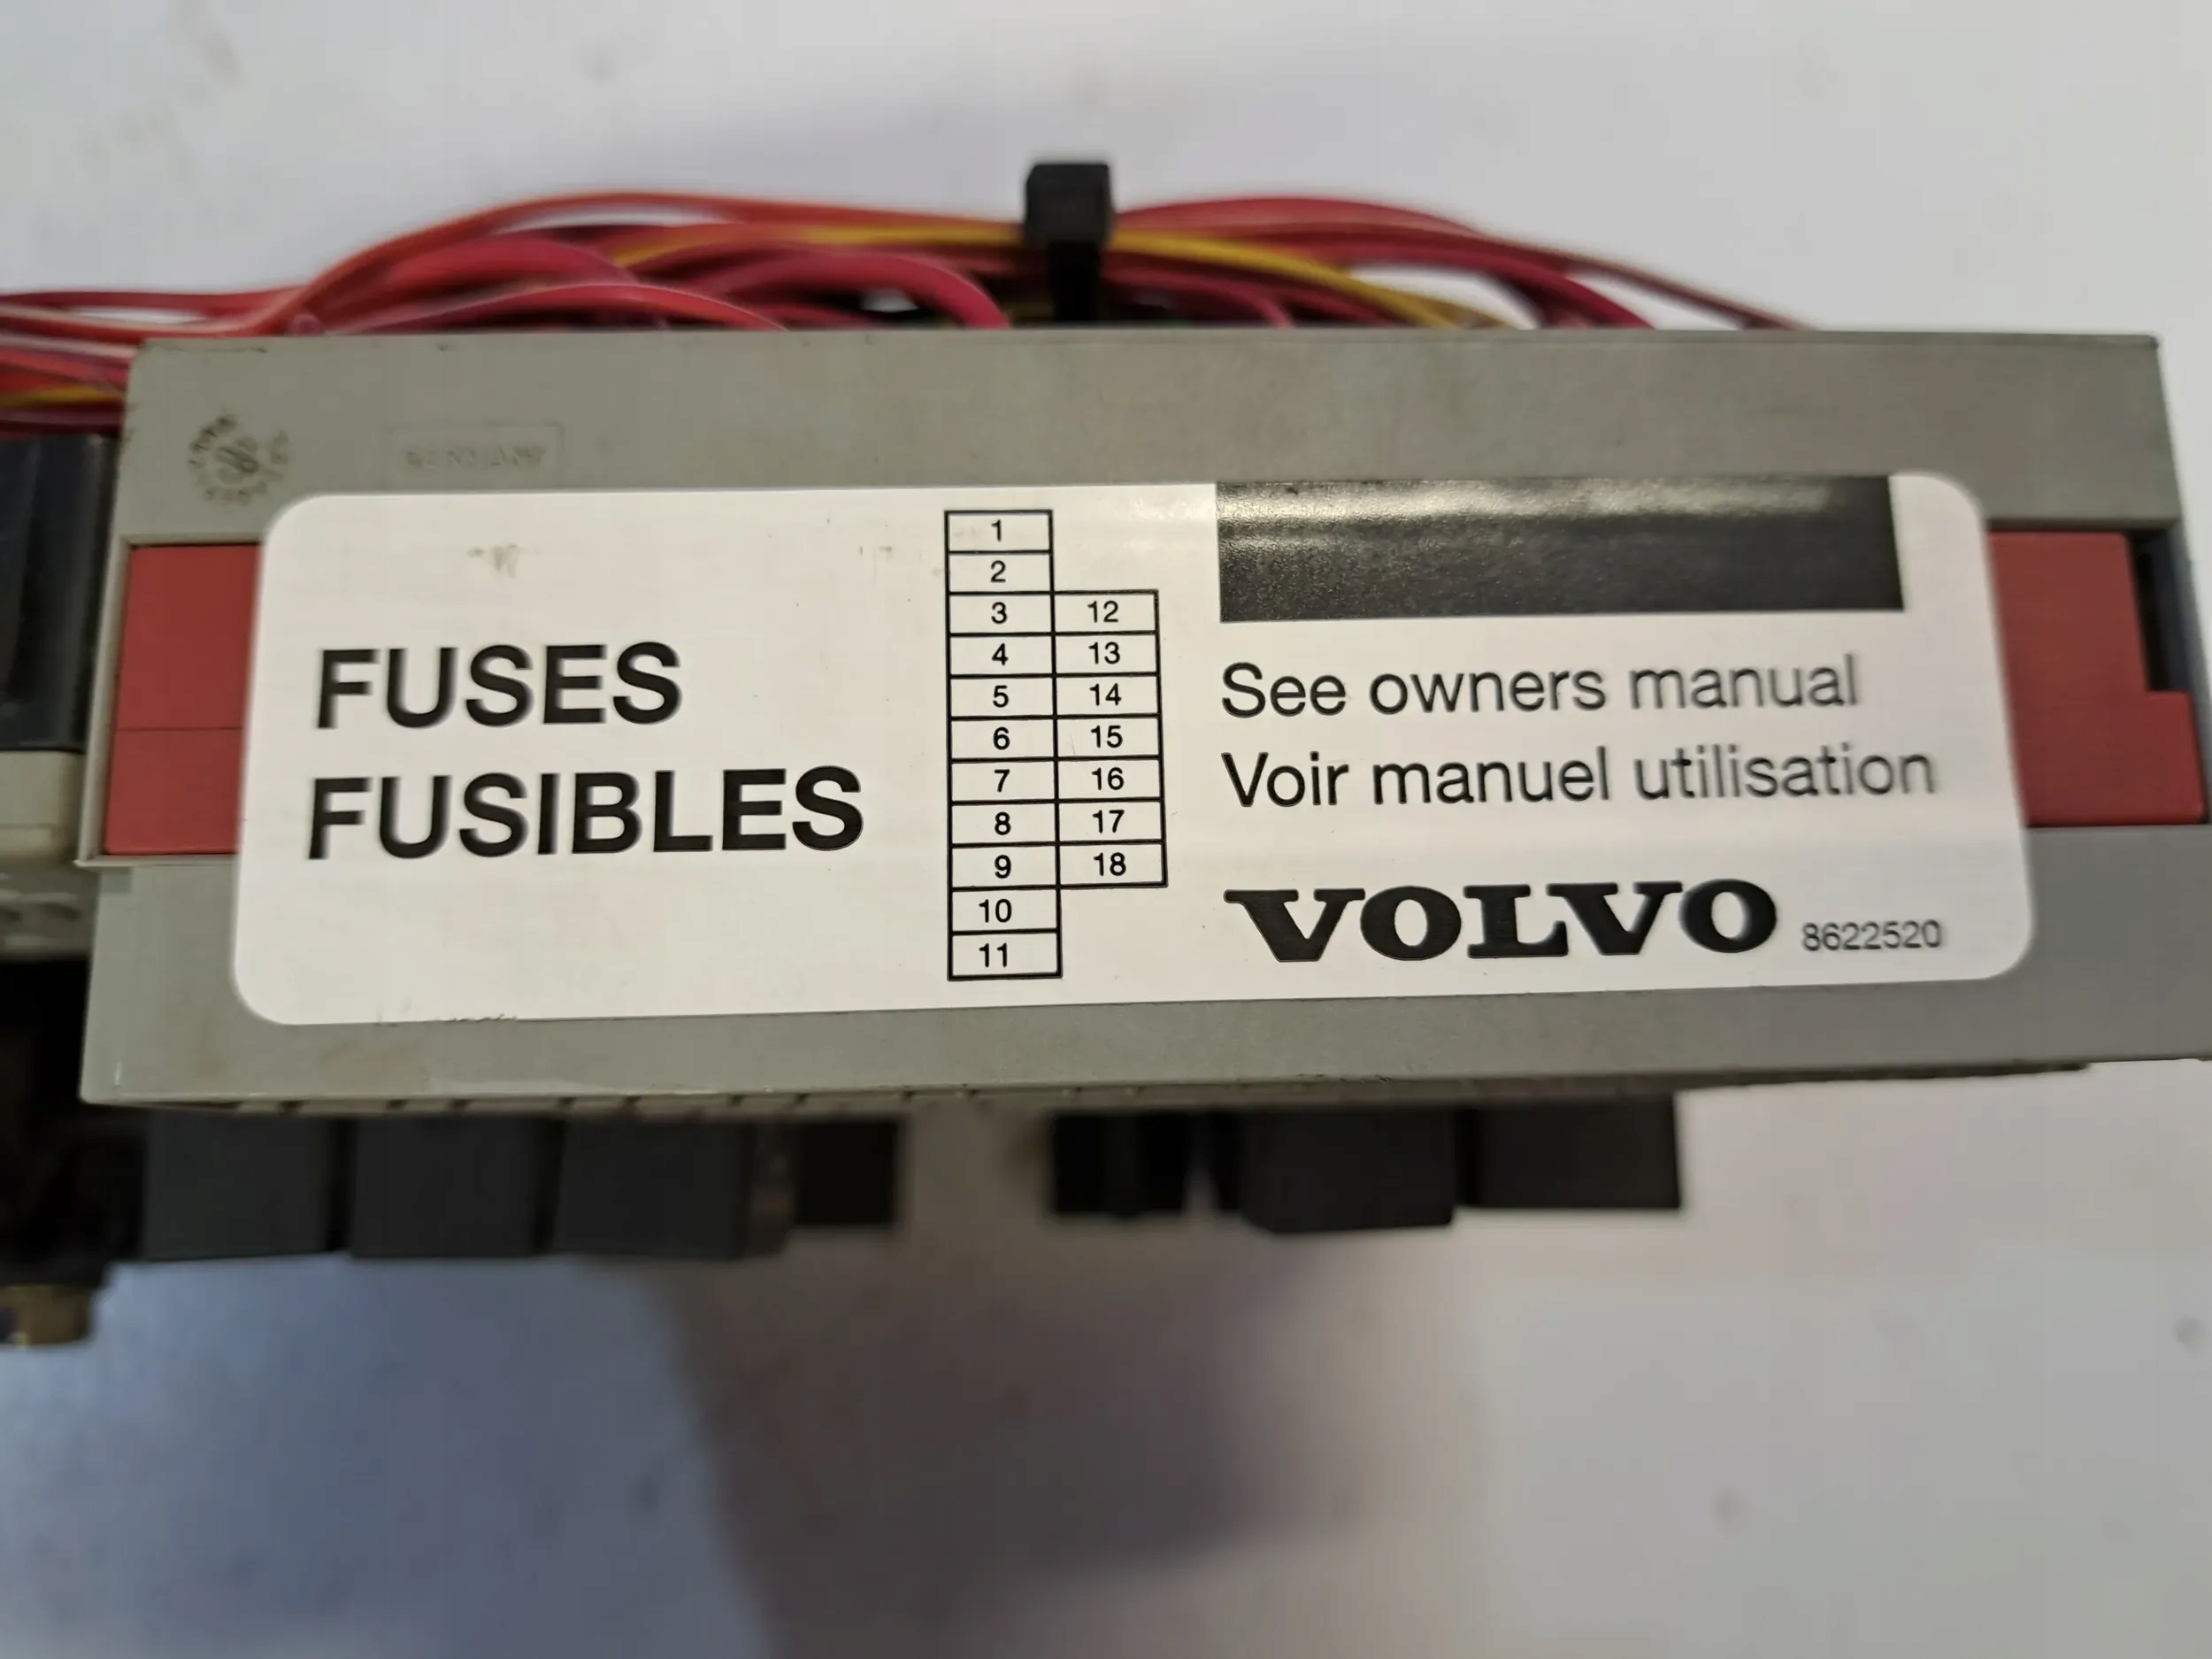 FUSES
FUSIBLES
1
2
3 12
4 13
5 14
6 15
7 16
8 17
9 18
10
11
See owners manual
Voir manuel utilisation
VOLVO 8622520